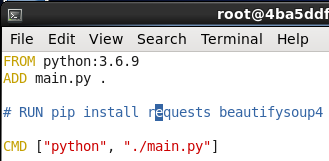 root@4ba5ddf
File Edit View Search Terminal Help
FROM python:3.6.9
ADD main.py .
# RUN pip install requests beautifysoup4
CMD ["python", "./main.py"]